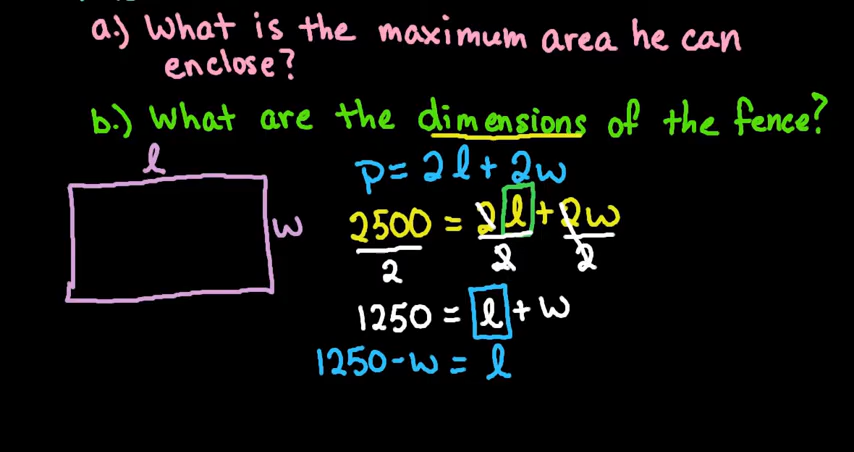 a.) What is the maximum area he can
enclose?
b.) What are the dimensions of the fence?
l
w
P = 2l + 2w
2500 = 2l + 2w
2 2 2
1250 = l + w
1250 - w = l